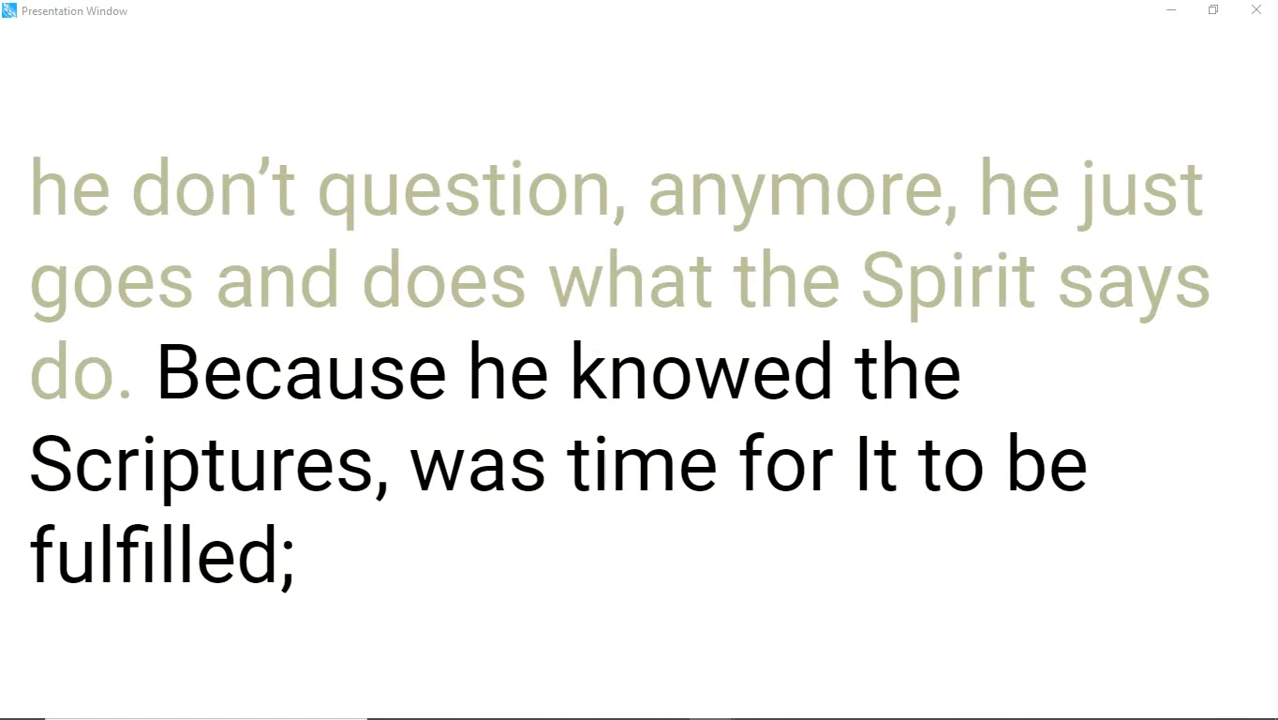 Presentation Window
he don’t question, anymore, he just
goes and does what the Spirit says
do. Because he knowed the
Scriptures, was time for It to be
fulfilled;